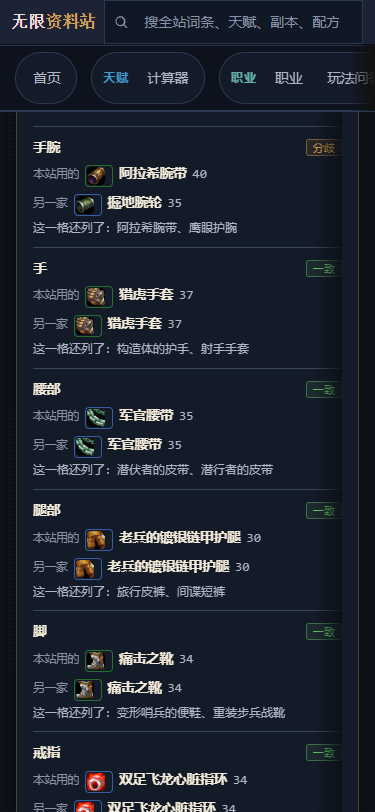 无限资料站
搜全站词条、天赋、副本、配方
首页
天赋 计算器
职业 职业 玩法问
手腕 分歧
本站用的 阿拉希腕带 40
另一家 掘地腕轮 35
这一格还列了：阿拉希腕带、鹰眼护腕
手 一致
本站用的 猎虎手套 37
另一家 猎虎手套 37
这一格还列了：构造体的护手、射手手套
腰部 一致
本站用的 军官腰带 35
另一家 军官腰带 35
这一格还列了：潜伏者的皮带、潜行者的皮带
腿部 一致
本站用的 老兵的镀银链甲护腿 30
另一家 老兵的镀银链甲护腿 30
这一格还列了：旅行皮裤、间谍短裤
脚 一致
本站用的 痛击之靴 34
另一家 痛击之靴 34
这一格还列了：变形哨兵的便鞋、重装步兵战靴
戒指 一致
本站用的 双足飞龙心脏指环 34
另一家 双足飞龙心脏指环 34